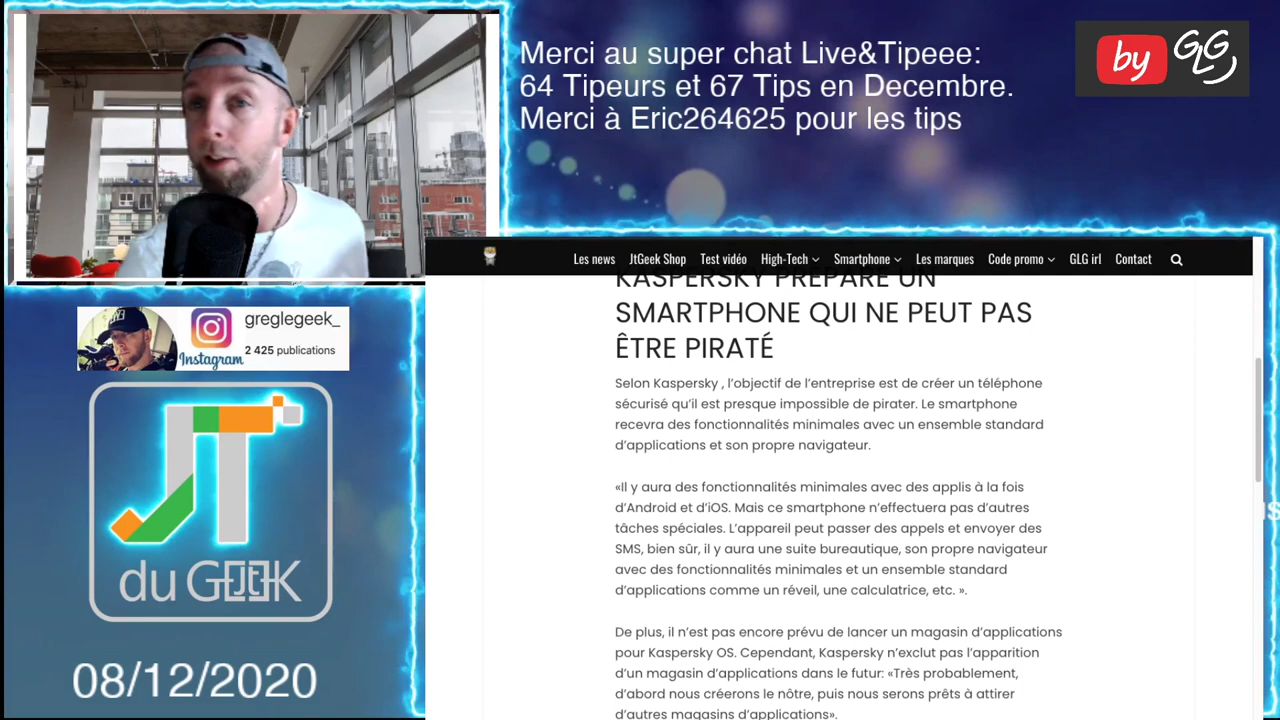 Merci au super chat Live&Tipeee:
64 Tipeurs et 67 Tips en Decembre.
Merci à Eric264625 pour les tips
by GLG
Les news JtGeek Shop Test vidéo High-Tech Smartphone Les marques Code promo GLG irl Contact
KASPERSKY PRÉPARE UN
SMARTPHONE QUI NE PEUT PAS
ÊTRE PIRATÉ
Selon Kaspersky , l’objectif de l’entreprise est de créer un téléphone
sécurisé qu’il est presque impossible de pirater. Le smartphone
recevra des fonctionnalités minimales avec un ensemble standard
d’applications et son propre navigateur.
«Il y aura des fonctionnalités minimales avec des applis à la fois
d’Android et d’iOS. Mais ce smartphone n’effectuera pas d’autres
tâches spéciales. L’appareil peut passer des appels et envoyer des
SMS, bien sûr, il y aura une suite bureautique, son propre navigateur
avec des fonctionnalités minimales et un ensemble standard
d’applications comme un réveil, une calculatrice, etc. ».
De plus, il n’est pas encore prévu de lancer un magasin d’applications
pour Kaspersky OS. Cependant, Kaspersky n’exclut pas l’apparition
d’un magasin d’applications dans le futur: «Très probablement,
d’abord nous créerons le nôtre, puis nous serons prêts à attirer
d’autres magasins d’applications».
greglegeek_
2 425 publications
Instagram
JT
du GEEK
08/12/2020